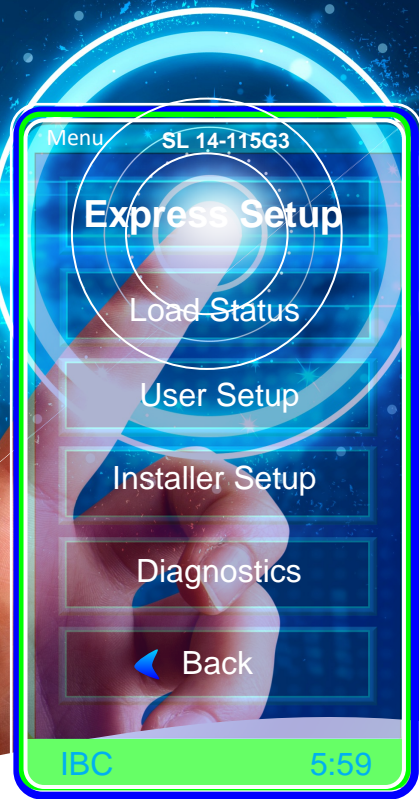 Menu SL 14-115G3
Express Setup
Load Status
User Setup
Installer Setup
Diagnostics
Back
IBC 5:59